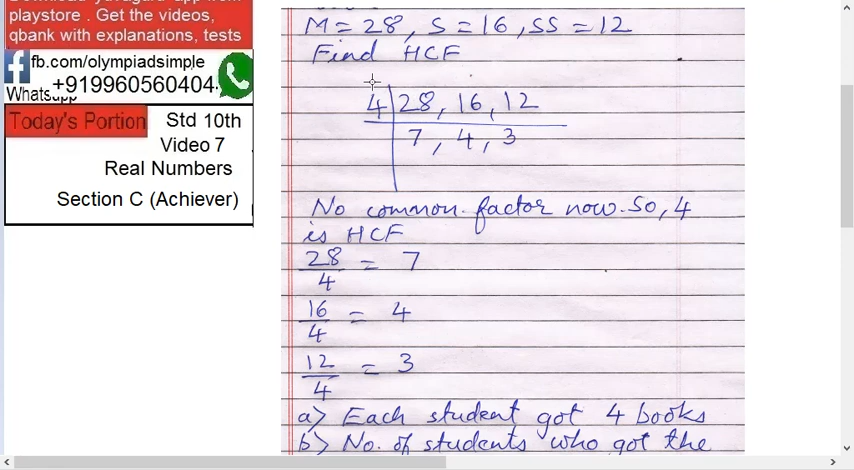 playstore . Get the videos,
qbank with explanations, tests
fb.com/olympiadsimple
+919960560404
Whatsupp
Today's Portion Std 10th
Video 7
Real Numbers
Section C (Achiever)
M = 28, S = 16, SS = 12
Find HCF
4 28, 16, 12
7, 4, 3
No common factor now. So, 4
is HCF
28/4 = 7
16/4 = 4
12/4 = 3
a) Each student got 4 books
b) No. of students who got the